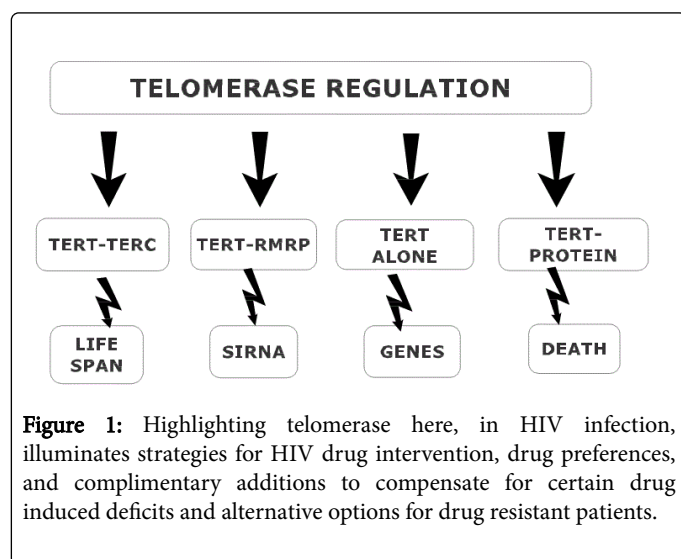 TELOMERASE REGULATION
TERT-TERC
TERT-RMRP
TERT
ALONE
TERT-
PROTEIN
LIFE
SPAN
SIRNA
GENES
DEATH
Figure 1: Highlighting telomerase here, in HIV infection,
illuminates strategies for HIV drug intervention, drug preferences,
and complimentary additions to compensate for certain drug
induced deficits and alternative options for drug resistant patients.